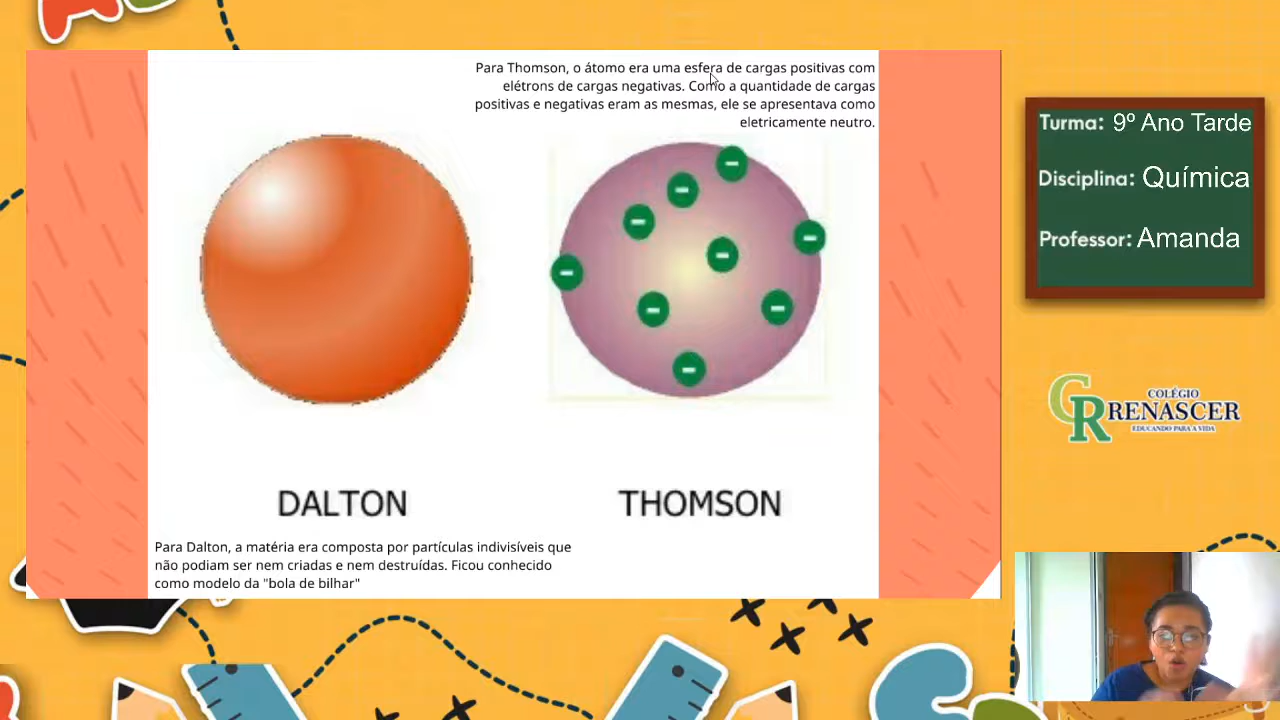 Para Thomson, o átomo era uma esfera de cargas positivas com
elétrons de cargas negativas. Como a quantidade de cargas
positivas e negativas eram as mesmas, ele se apresentava como
eletricamente neutro.
DALTON
THOMSON
Para Dalton, a matéria era composta por partículas indivisíveis que
não podiam ser nem criadas e nem destruídas. Ficou conhecido
como modelo da "bola de bilhar"
Turma: 9º Ano Tarde
Disciplina: Química
Professor: Amanda
CR
COLÉGIO
RENASCER
EDUCANDO PARA A VIDA